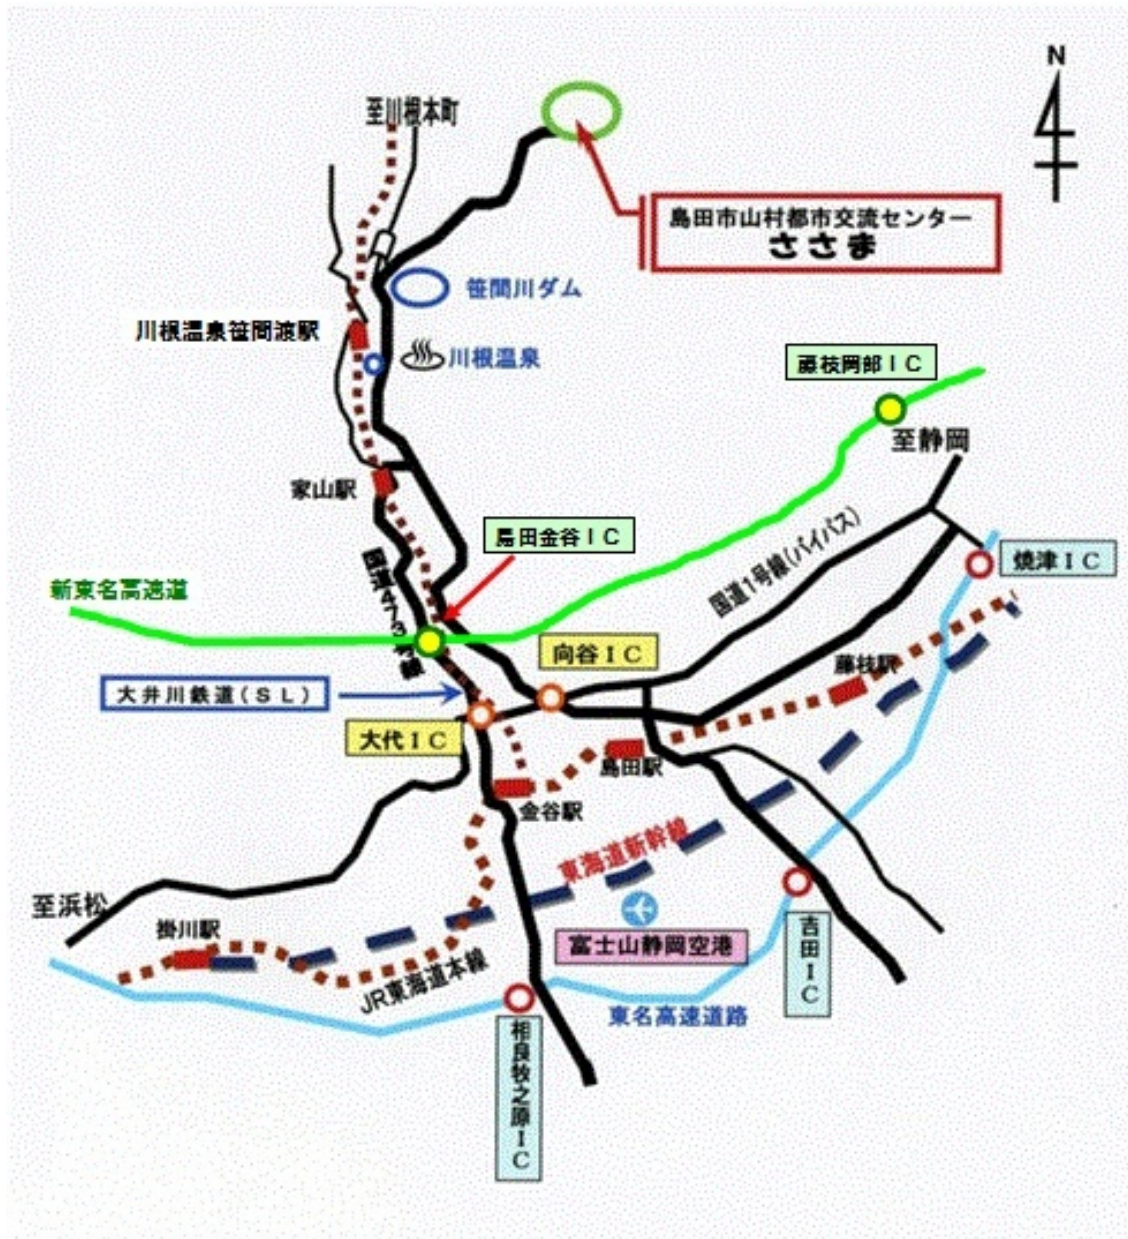 N
至川根本町
島田市山村都市交流センター
ささま
笹間川ダム
川根温泉笹間渡駅
川根温泉
藤枝岡部IC
至静岡
家山駅
島田金谷IC
国道1号線(バイパス)
焼津IC
新東名高速道
国道473号線
向谷IC
藤枝駅
大井川鉄道(SL)
大代IC
島田駅
金谷駅
東海道新幹線
至浜松
掛川駅
富士山静岡空港
吉田IC
JR東海道本線
東名高速道路
相良牧之原IC